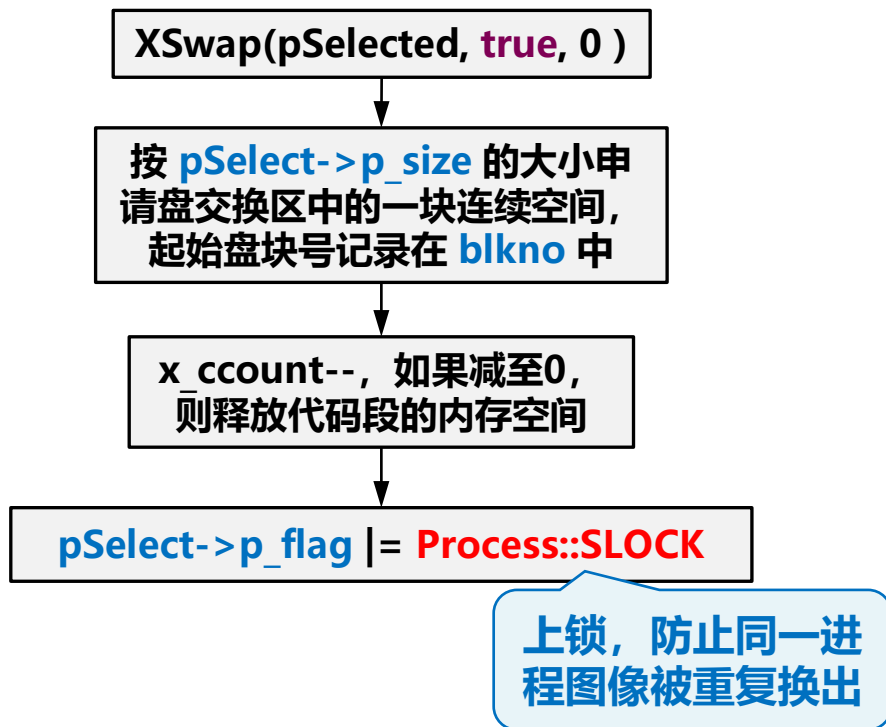 XSwap(pSelected, true, 0 )
按 pSelect->p_size 的大小申
请盘交换区中的一块连续空间，
起始盘块号记录在 blkno 中
x_ccount--，如果减至0，
则释放代码段的内存空间
pSelect->p_flag |= Process::SLOCK
上锁，防止同一进
程图像被重复换出